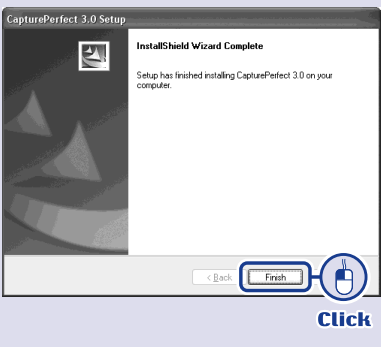 CapturePerfect 3.0 Setup
InstallShield Wizard Complete
Setup has finished installing CapturePerfect 3.0 on your
computer.
< Back
Finish
Click